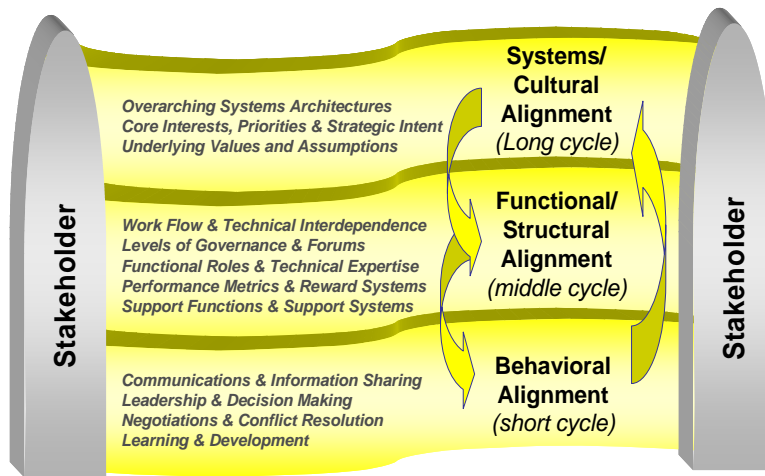 Stakeholder
Overarching Systems Architectures
Core Interests, Priorities & Strategic Intent
Underlying Values and Assumptions
Systems/
Cultural
Alignment
(Long cycle)
Work Flow & Technical Interdependence
Levels of Governance & Forums
Functional Roles & Technical Expertise
Performance Metrics & Reward Systems
Support Functions & Support Systems
Functional/
Structural
Alignment
(middle cycle)
Communications & Information Sharing
Leadership & Decision Making
Negotiations & Conflict Resolution
Learning & Development
Behavioral
Alignment
(short cycle)
Stakeholder